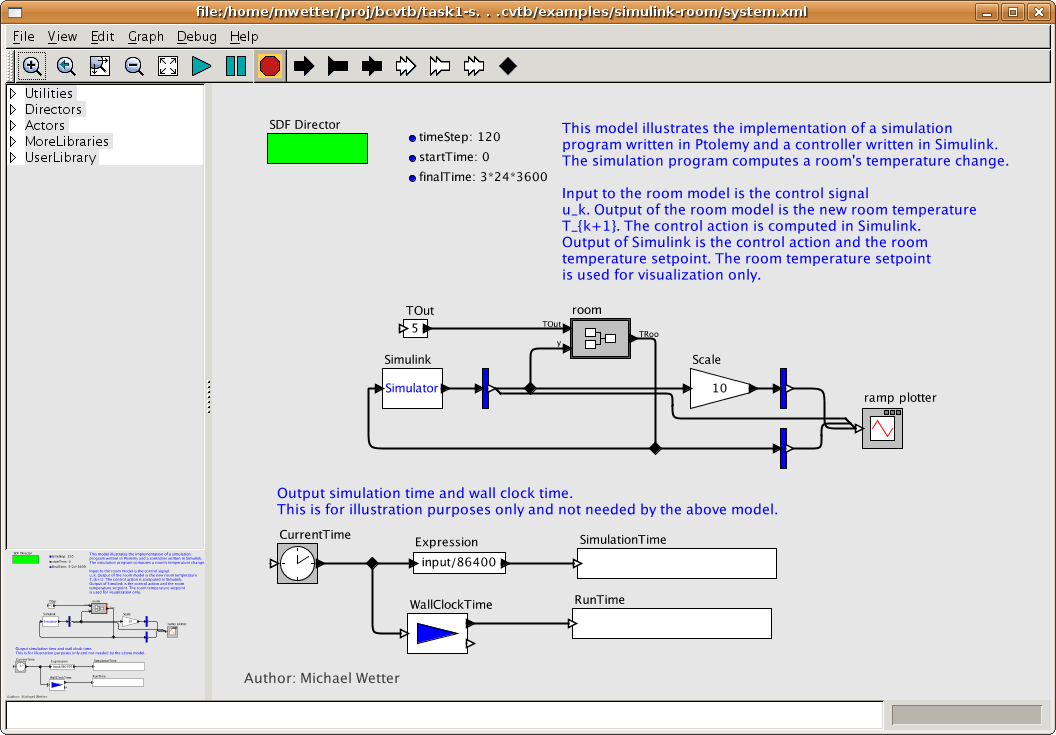 file:/home/mwetter/proj/bcvtb/task1-s. . .cvtb/examples/simulink-room/system.xml
File View Edit Graph Debug Help
Utilities
Directors
Actors
MoreLibraries
UserLibrary
SDF Director
timeStep: 120
startTime: 0
finalTime: 3*24*3600
This model illustrates the implementation of a simulation
program written in Ptolemy and a controller written in Simulink.
The simulation program computes a room's temperature change.
Input to the room model is the control signal
u_k. Output of the room model is the new room temperature
T_{k+1}. The control action is computed in Simulink.
Output of Simulink is the control action and the room
temperature setpoint. The room temperature setpoint
is used for visualization only.
TOut
5
room
TOut
y
TRoo
Simulink
Simulator
Scale
10
ramp plotter
Output simulation time and wall clock time.
This is for illustration purposes only and not needed by the above model.
CurrentTime
Expression
input/86400
SimulationTime
WallClockTime
RunTime
Author: Michael Wetter